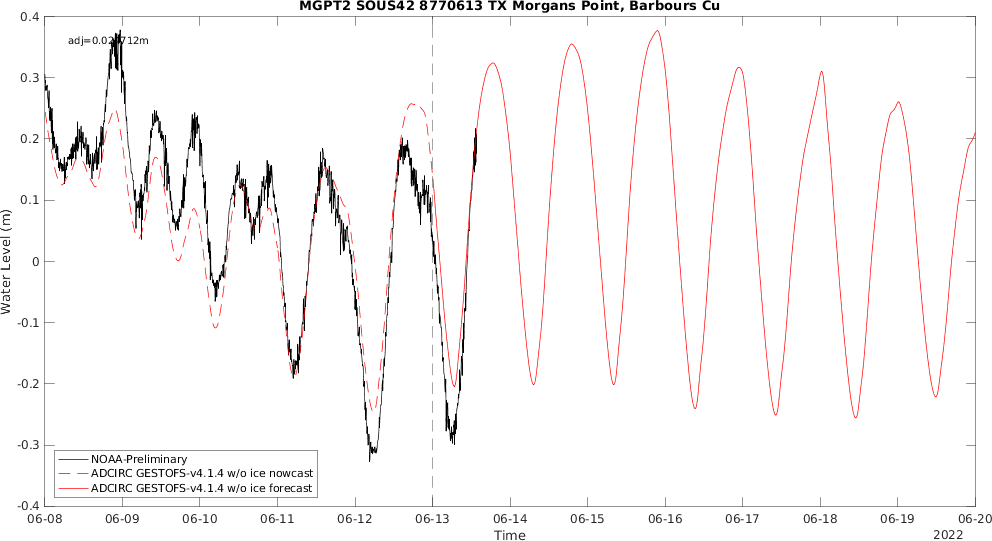 MGPT2 SOUS42 8770613 TX Morgans Point, Barbours Cu
0.4
0.3
0.2
0.1
0
-0.1
-0.2
-0.3
-0.4
Water Level (m)
NOAA-Preliminary
ADCIRC GESTOFS-v4.1.4 w/o ice nowcast
ADCIRC GESTOFS-v4.1.4 w/o ice forecast
06-08 06-09 06-10 06-11 06-12 06-13 06-14 06-15 06-16 06-17 06-18 06-19 06-20
Time
2022